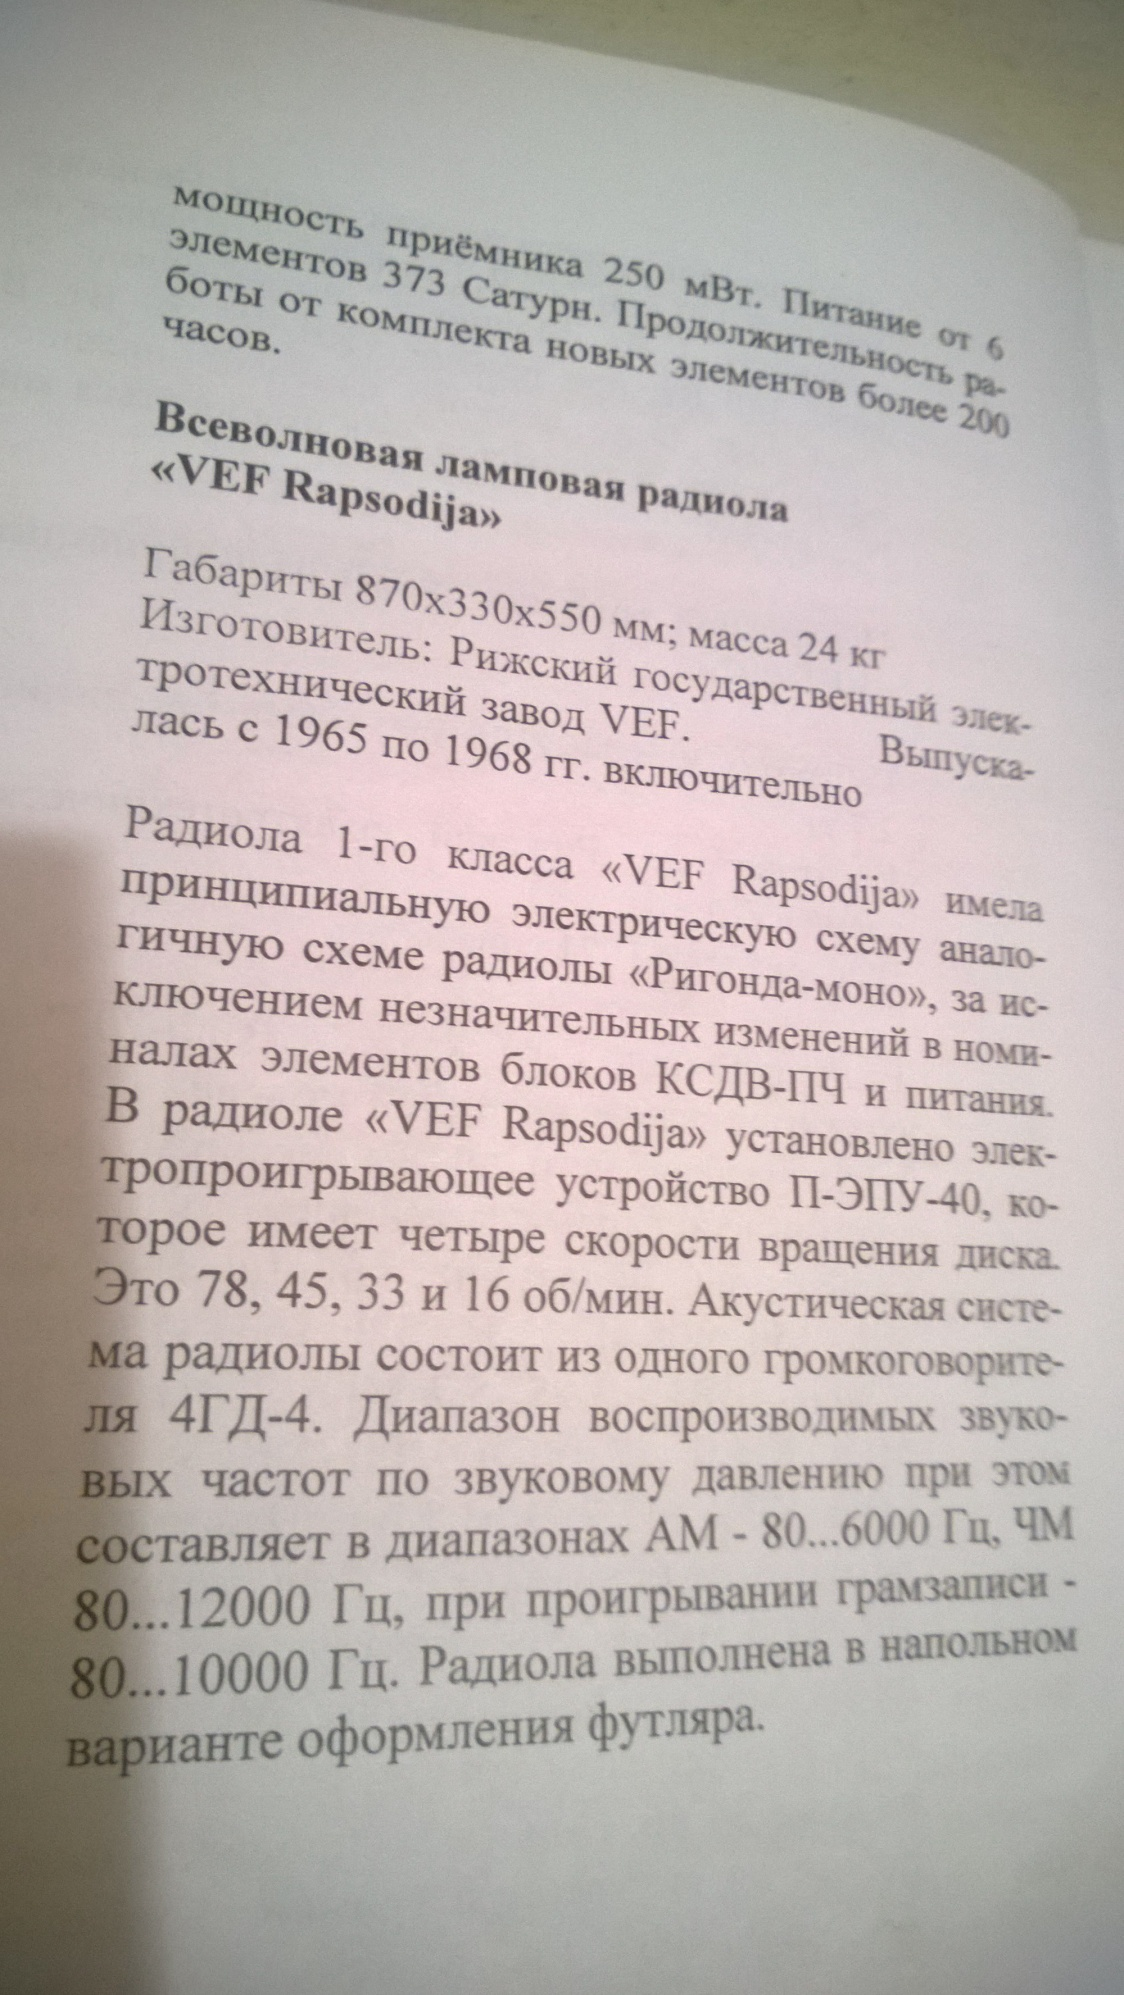 мощность приёмника 250 мВт. Питание от 6
элементов 373 Сатурн. Продолжительность ра-
боты от комплекта новых элементов более 200
часов.
Всеволновая ламповая радиола
«VEF Rapsodija»
Габариты 870х330х550 мм; масса 24 кг
Изготовитель: Рижский государственный элек-
тротехнический завод VEF. Выпуска-
лась с 1965 по 1968 гг. включительно
Радиола 1-го класса «VEF Rapsodija» имела
принципиальную электрическую схему анало-
гичную схеме радиолы «Ригонда-моно», за ис-
ключением незначительных изменений в номи-
налах элементов блоков КСДВ-ПЧ и питания.
В радиоле «VEF Rapsodija» установлено элек-
тропроигрывающее устройство П-ЭПУ-40, ко-
торое имеет четыре скорости вращения диска.
Это 78, 45, 33 и 16 об/мин. Акустическая систе-
ма радиолы состоит из одного громкоговорите-
ля 4ГД-4. Диапазон воспроизводимых звуко-
вых частот по звуковому давлению при этом
составляет в диапазонах АМ - 80...6000 Гц, ЧМ
80...12000 Гц, при проигрывании грамзаписи -
80...10000 Гц. Радиола выполнена в напольном
варианте оформления футляра.